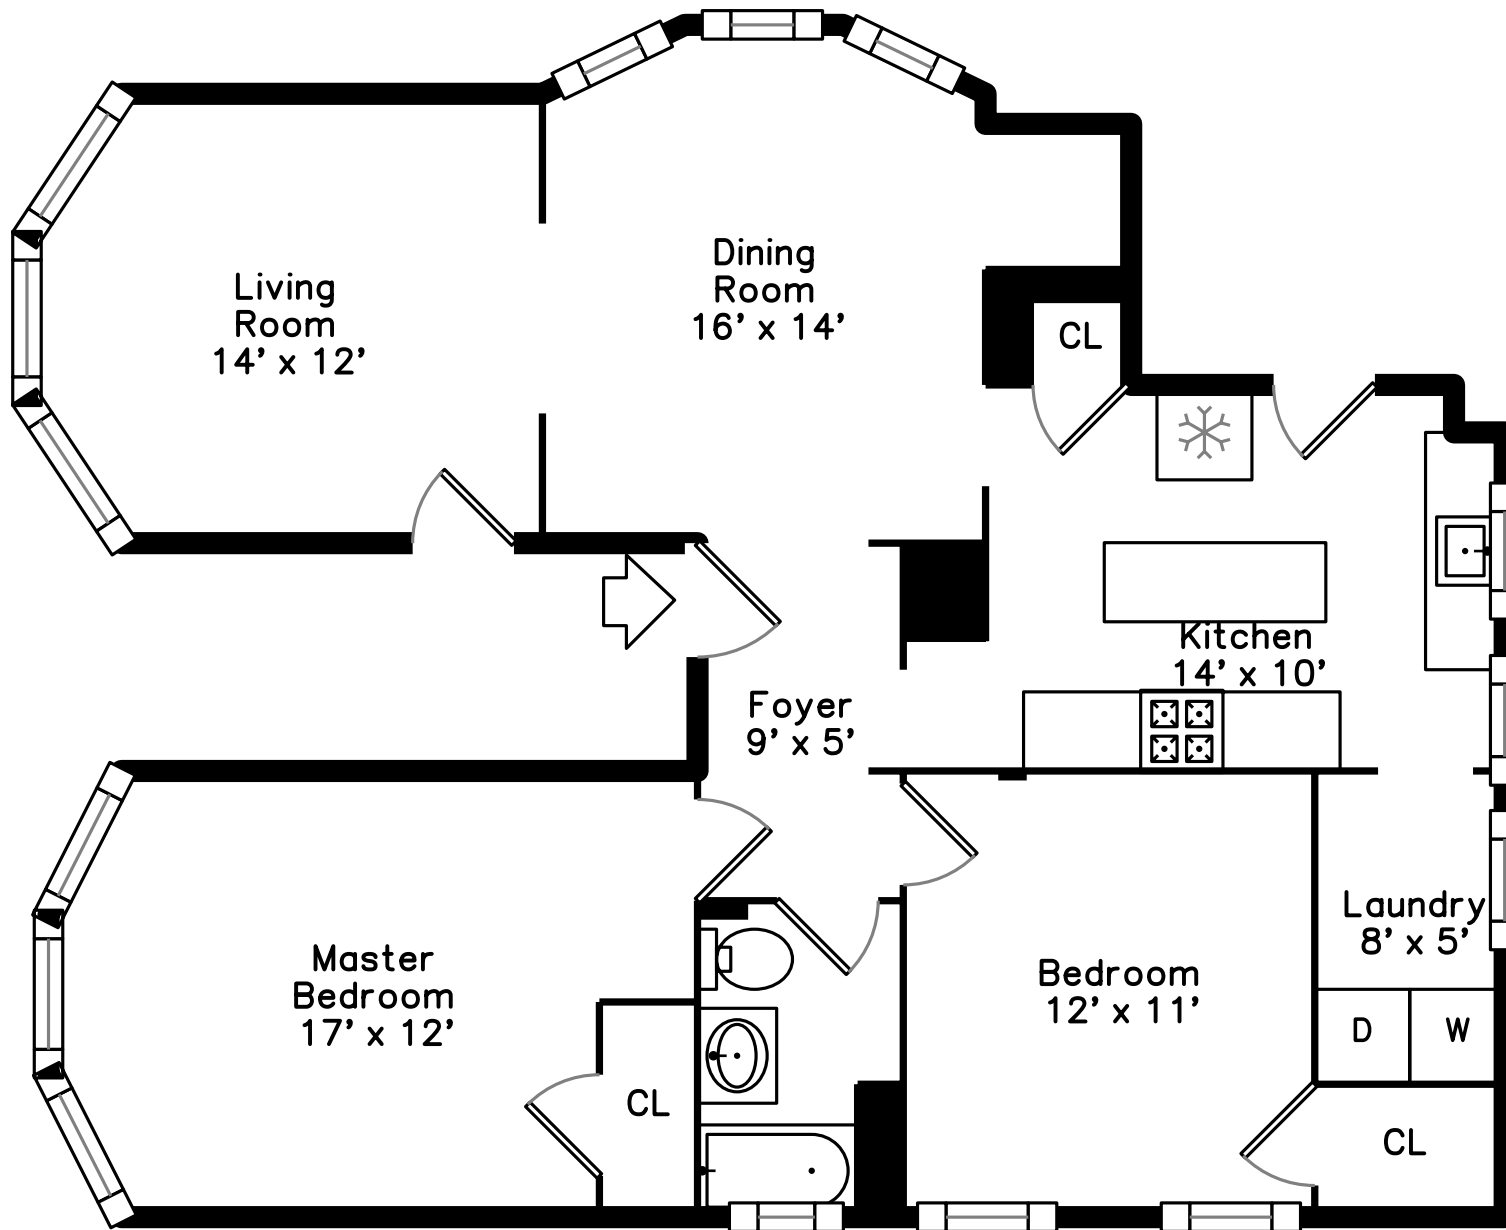 Dining
Room
16' x 14'
Living
Room
14' x 12'
CL
Kitchen
14' x 10'
Foyer
9' x 5'
Laundry
8' x 5'
Master
Bedroom
17' x 12'
Bedroom
12' x 11'
D
W
CL
CL